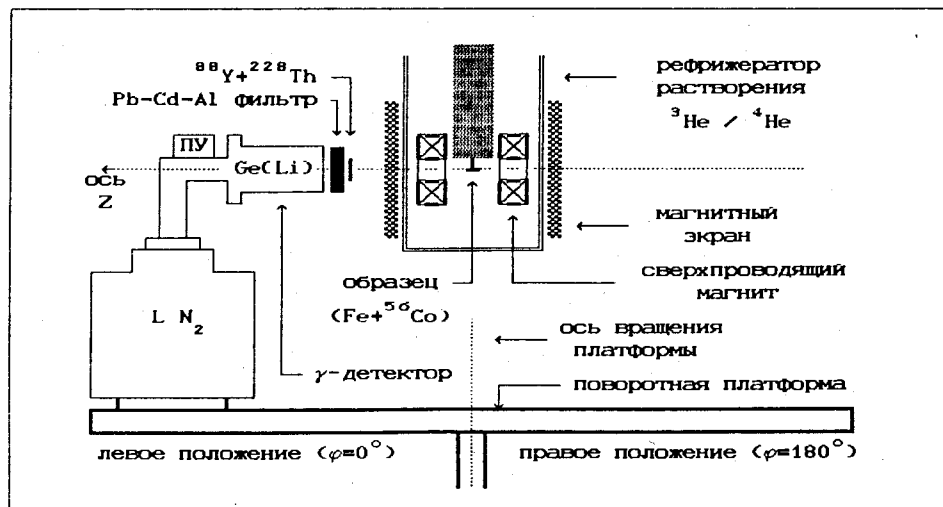 ⁸⁸Y+²²⁸Th
Pb-Cd-Al фильтр
ПУ
Ge(Li)
ось
Z
L N₂
рефрижератор
растворения
³He / ⁴He
магнитный
экран
сверхпроводящий
магнит
образец
(Fe+⁵⁶Co)
ось вращения
платформы
γ-детектор
поворотная платформа
левое положение (φ=0°)
правое положение (φ=180°)